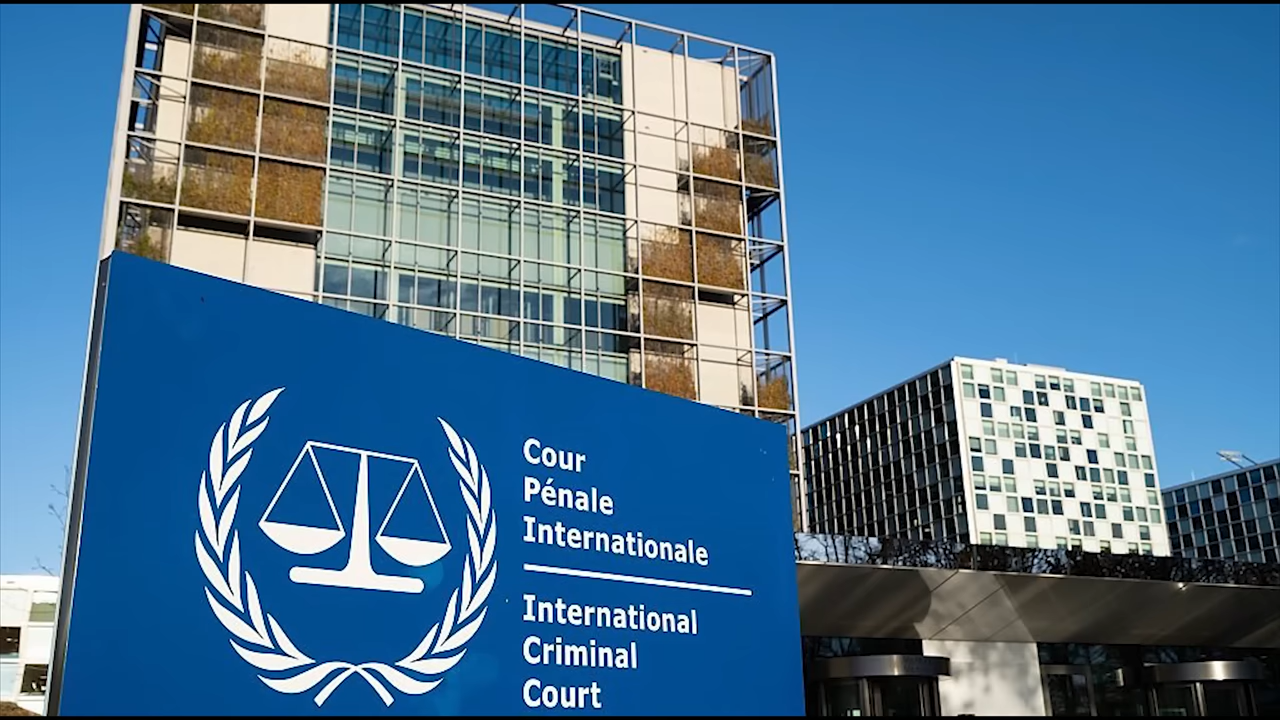 Cour
Pénale
Internationale
International
Criminal
Court